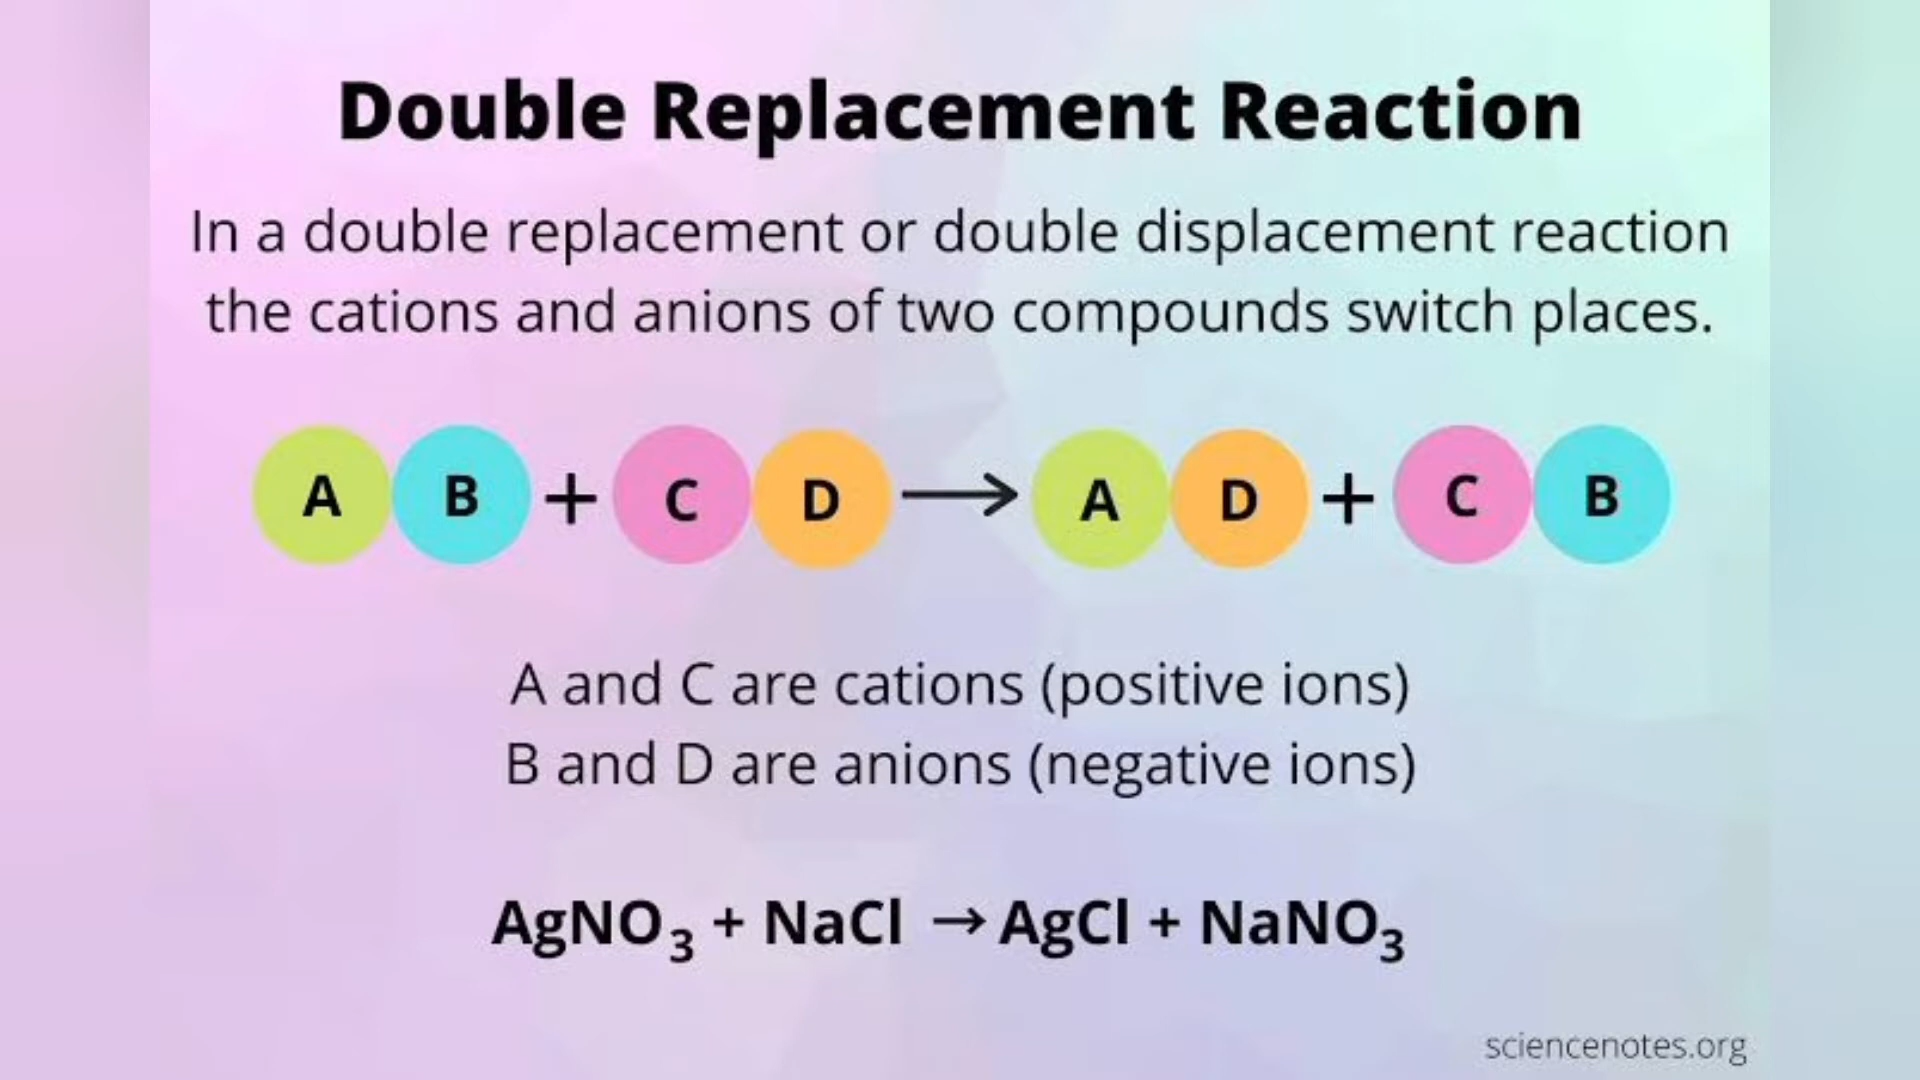 Double Replacement Reaction
In a double replacement or double displacement reaction
the cations and anions of two compounds switch places.
A B + C D → A D + C B
A and C are cations (positive ions)
B and D are anions (negative ions)
AgNO₃ + NaCl → AgCl + NaNO₃
sciencenotes.org